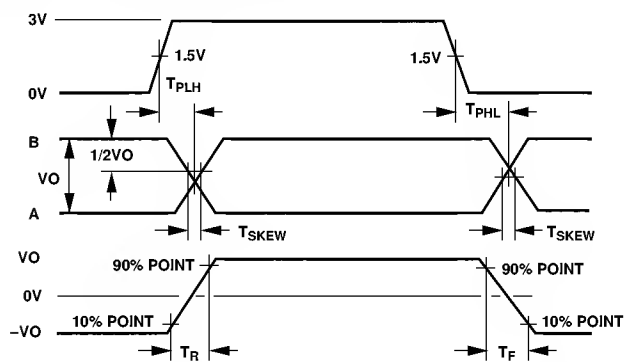 3V
1.5V
1.5V
TPLH
0V
TPHL
B
1/2VO
VO
A
TSKEW
TSKEW
VO
90% POINT
90% POINT
0V
10% POINT
10% POINT
–VO
TR
TF